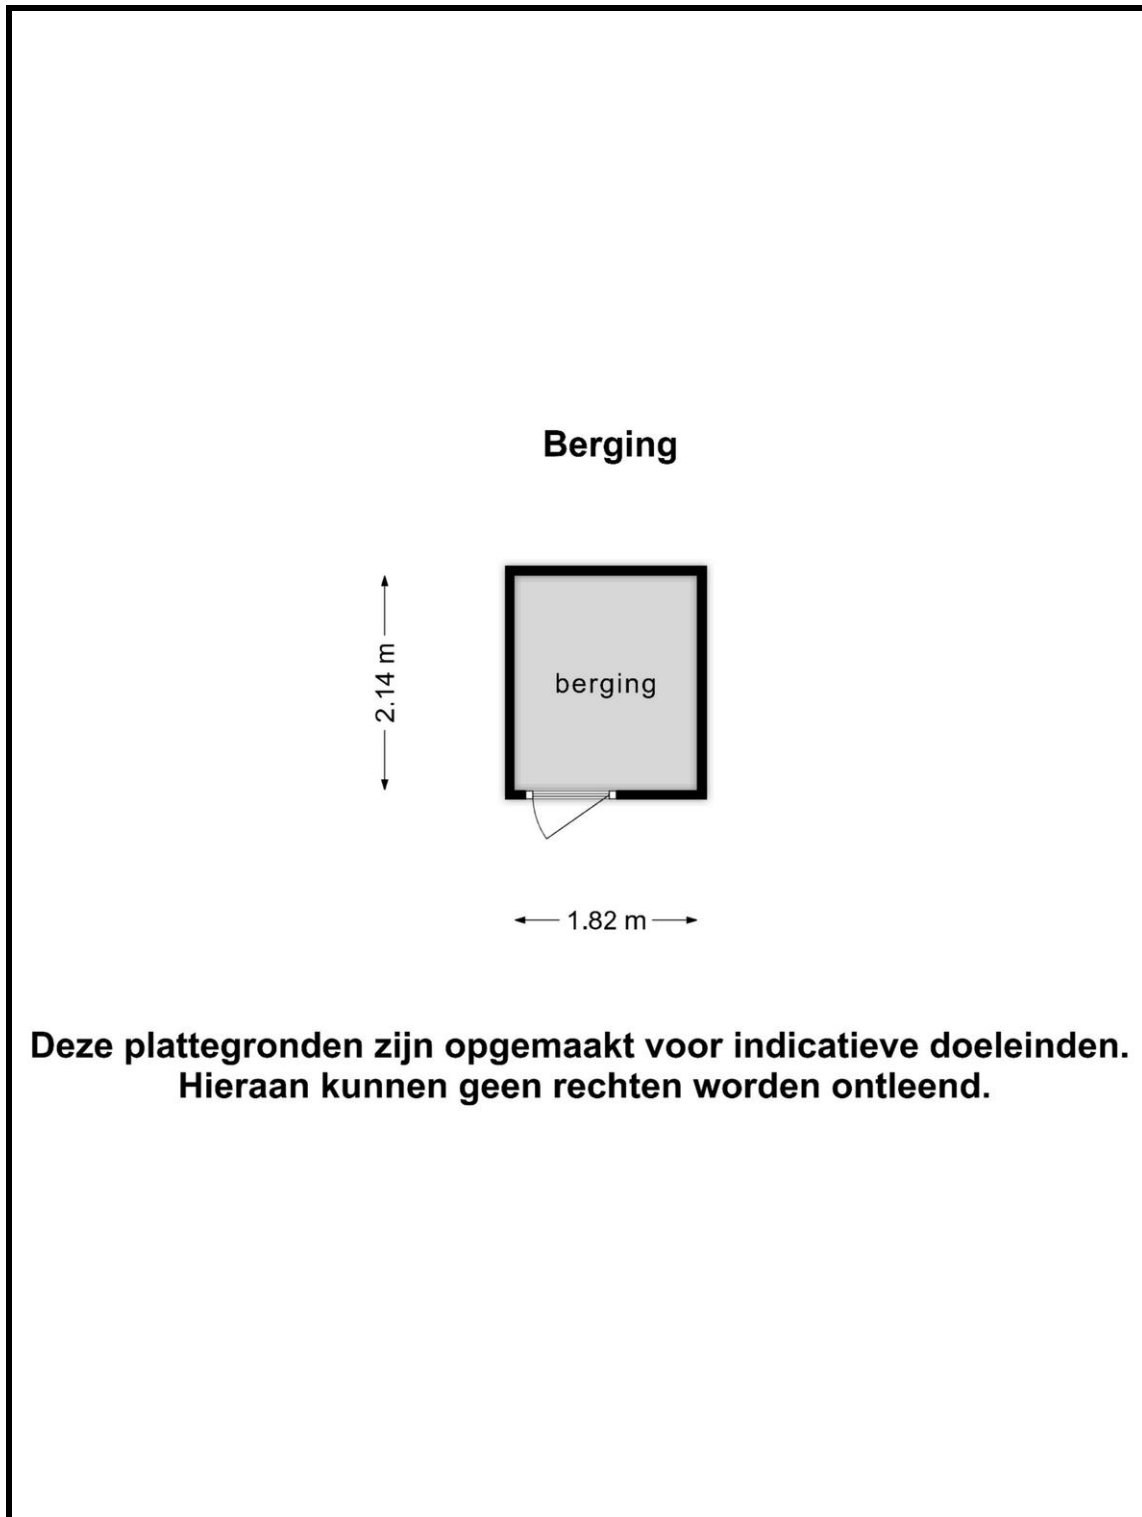 Berging
2.14 m
berging
1.82 m
Deze plattegronden zijn opgemaakt voor indicatieve doeleinden.
Hieraan kunnen geen rechten worden ontleend.